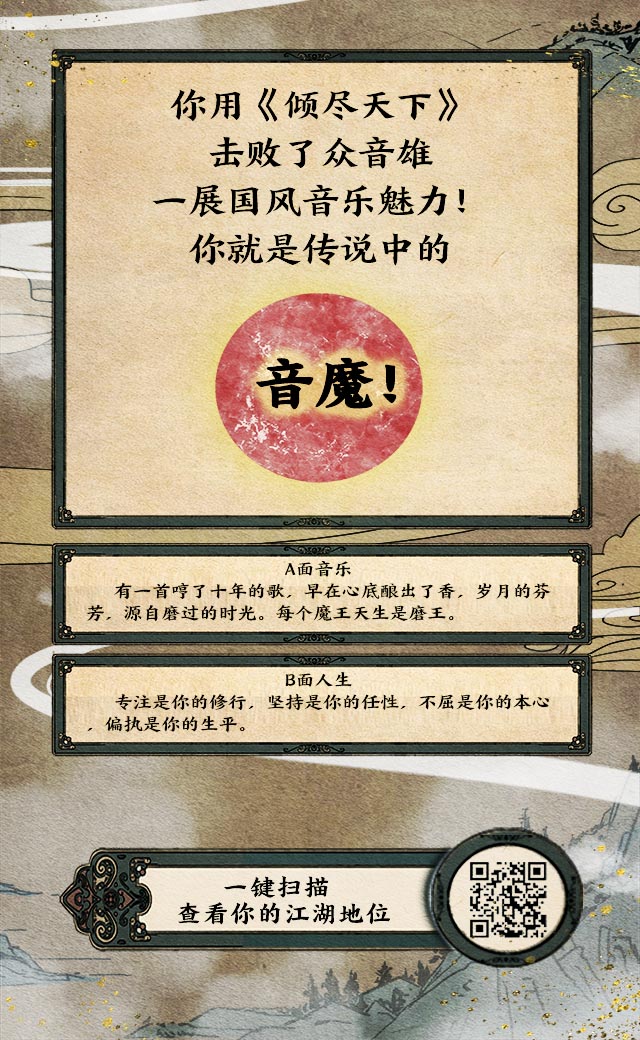 你用《倾尽天下》
击败了众音雄
一展国风音乐魅力！
你就是传说中的
音魔！
A面音乐
有一首哼了十年的歌，早在心底酿出了香，岁月的芬
芳，源自磨过的时光。每个魔王天生是磨王。
B面人生
专注是你的修行，坚持是你的任性，不屈是你的本心
，偏执是你的生平。
一键扫描
查看你的江湖地位